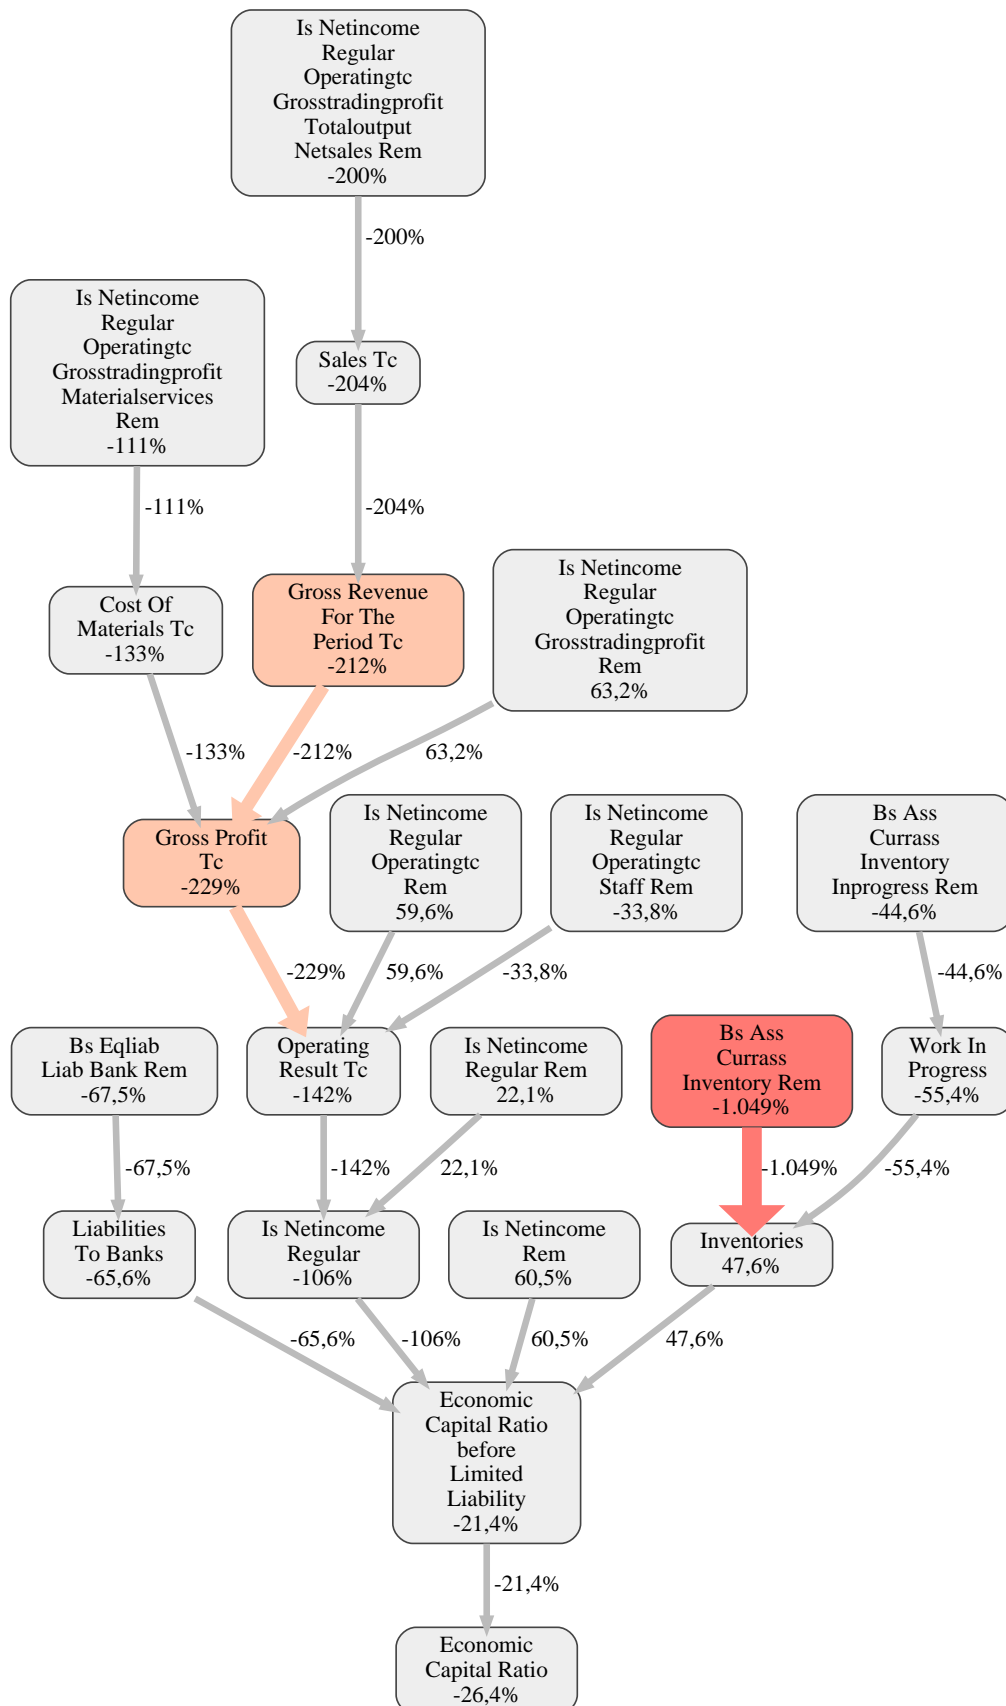 Is Netincome
Regular
Operatingtc
Grosstradingprofit
Totaloutput
Netsales Rem
-200%
-200%
Is Netincome
Regular
Operatingtc
Grosstradingprofit
Materialservices
Rem
-111%
Sales Tc
-204%
-111%
-204%
Is Netincome
Regular
Operatingtc
Grosstradingprofit
Rem
63,2%
Cost Of
Materials Tc
-133%
Gross Revenue
For The
Period Tc
-212%
-133%
-212%
63,2%
Gross Profit
Tc
-229%
Is Netincome
Regular
Operatingtc
Rem
59,6%
Is Netincome
Regular
Operatingtc
Staff Rem
-33,8%
Bs Ass
Currass
Inventory
Inprogress Rem
-44,6%
-229%
59,6%
-33,8%
-44,6%
Bs Eqliab
Liab Bank Rem
-67,5%
Operating
Result Tc
-142%
Is Netincome
Regular Rem
22,1%
Bs Ass
Currass
Inventory Rem
-1.049%
Work In
Progress
-55,4%
-67,5%
-142%
22,1%
-1.049%
-55,4%
Liabilities
To Banks
-65,6%
Is Netincome
Regular
-106%
Is Netincome
Rem
60,5%
Inventories
47,6%
-65,6%
-106%
60,5%
47,6%
Economic
Capital Ratio
before
Limited
Liability
-21,4%
-21,4%
Economic
Capital Ratio
-26,4%